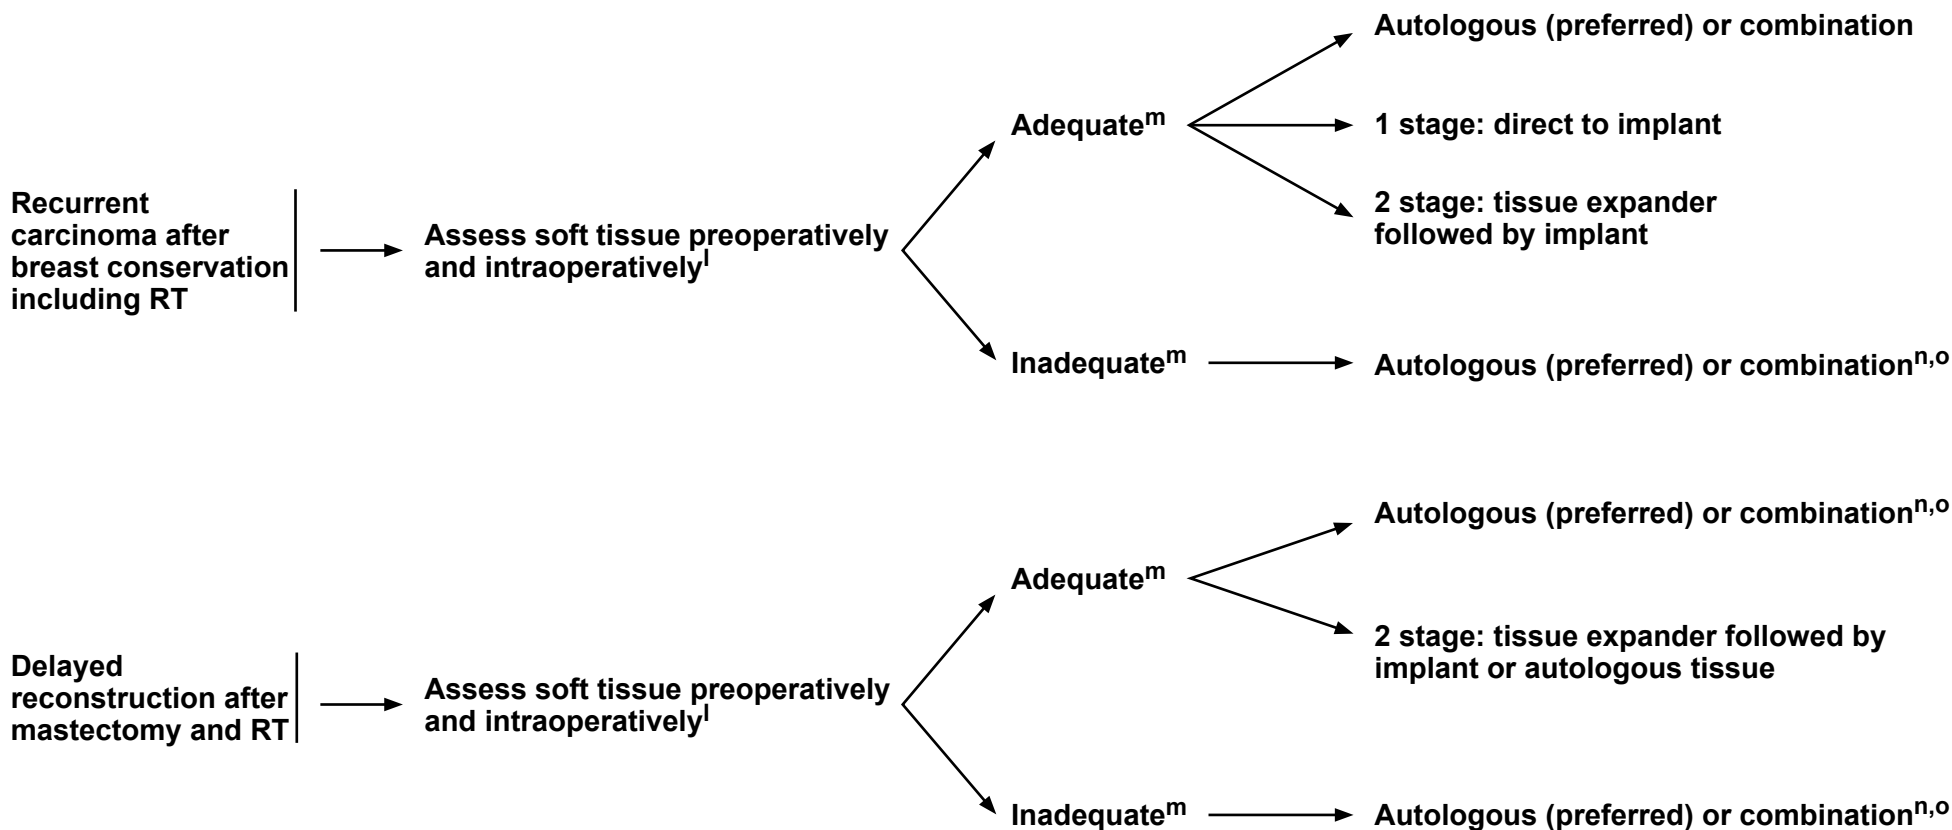 Recurrent
carcinoma after
breast conservation
including RT
Assess soft tissue preoperatively
and intraoperativelyˡ
Adequateᵐ
Autologous (preferred) or combination
1 stage: direct to implant
2 stage: tissue expander
followed by implant
Inadequateᵐ
Autologous (preferred) or combinationⁿ,ᵒ
Delayed
reconstruction after
mastectomy and RT
Assess soft tissue preoperatively
and intraoperativelyˡ
Adequateᵐ
Autologous (preferred) or combinationⁿ,ᵒ
2 stage: tissue expander followed by
implant or autologous tissue
Inadequateᵐ
Autologous (preferred) or combinationⁿ,ᵒ